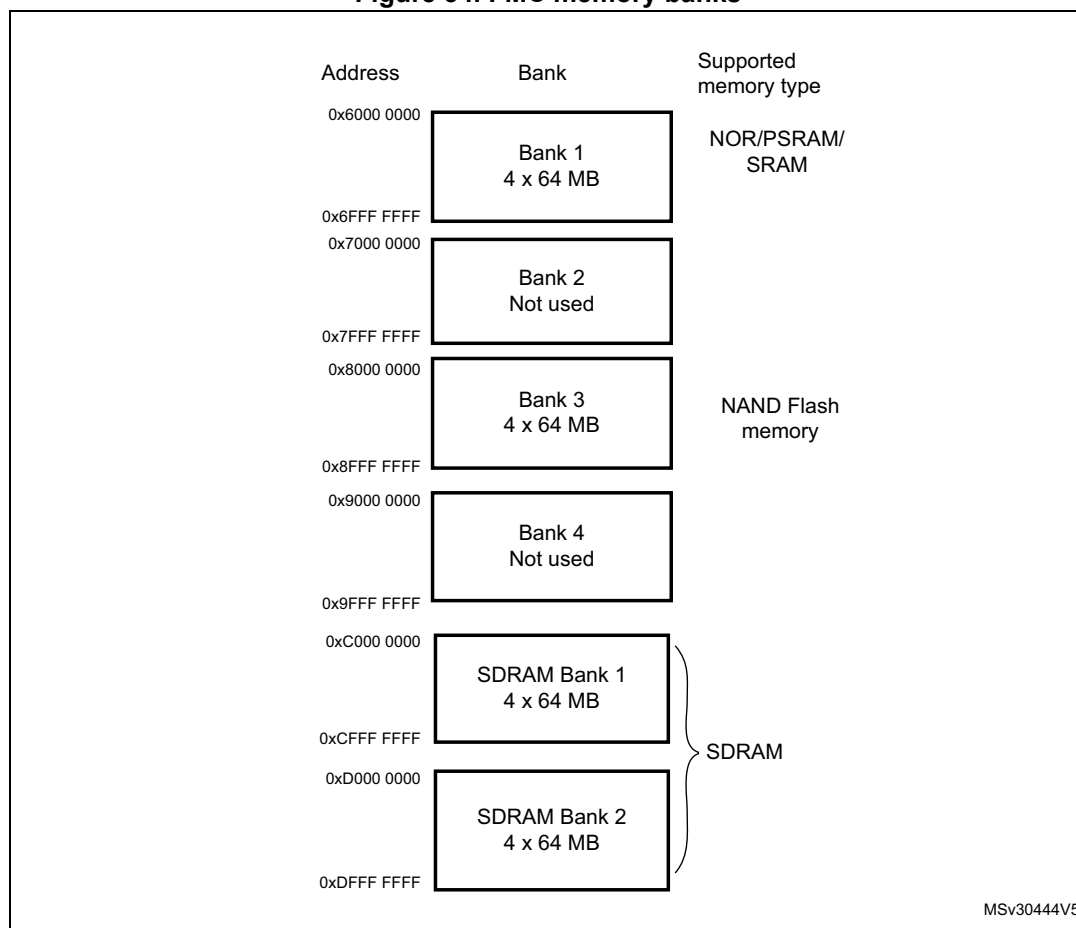 Address Bank Supported
memory type
0x6000 0000
Bank 1
4 x 64 MB
NOR/PSRAM/
SRAM
0x6FFF FFFF
0x7000 0000
Bank 2
Not used
0x7FFF FFFF
0x8000 0000
Bank 3
4 x 64 MB
NAND Flash
memory
0x8FFF FFFF
0x9000 0000
Bank 4
Not used
0x9FFF FFFF
0xC000 0000
SDRAM Bank 1
4 x 64 MB
0xCFFF FFFF
SDRAM
0xD000 0000
SDRAM Bank 2
4 x 64 MB
0xDFFF FFFF
MSv30444V5